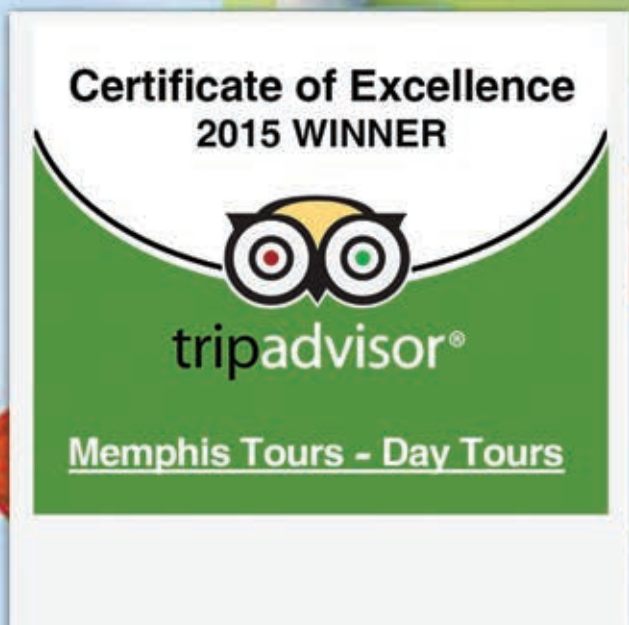 Certificate of Excellence
2015 WINNER
tripadvisor®
Memphis Tours - Day Tours